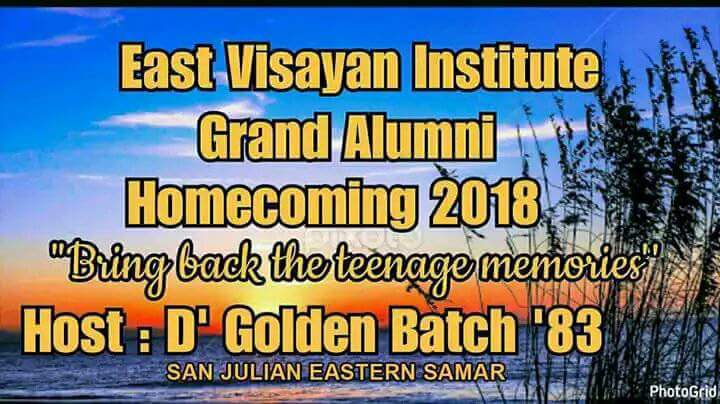 East Visayan Institute
Grand Alumni
Homecoming 2018
"Bring back the teenage memories"
Host : D' Golden Batch '83
SAN JULIAN EASTERN SAMAR
PhotoGrid